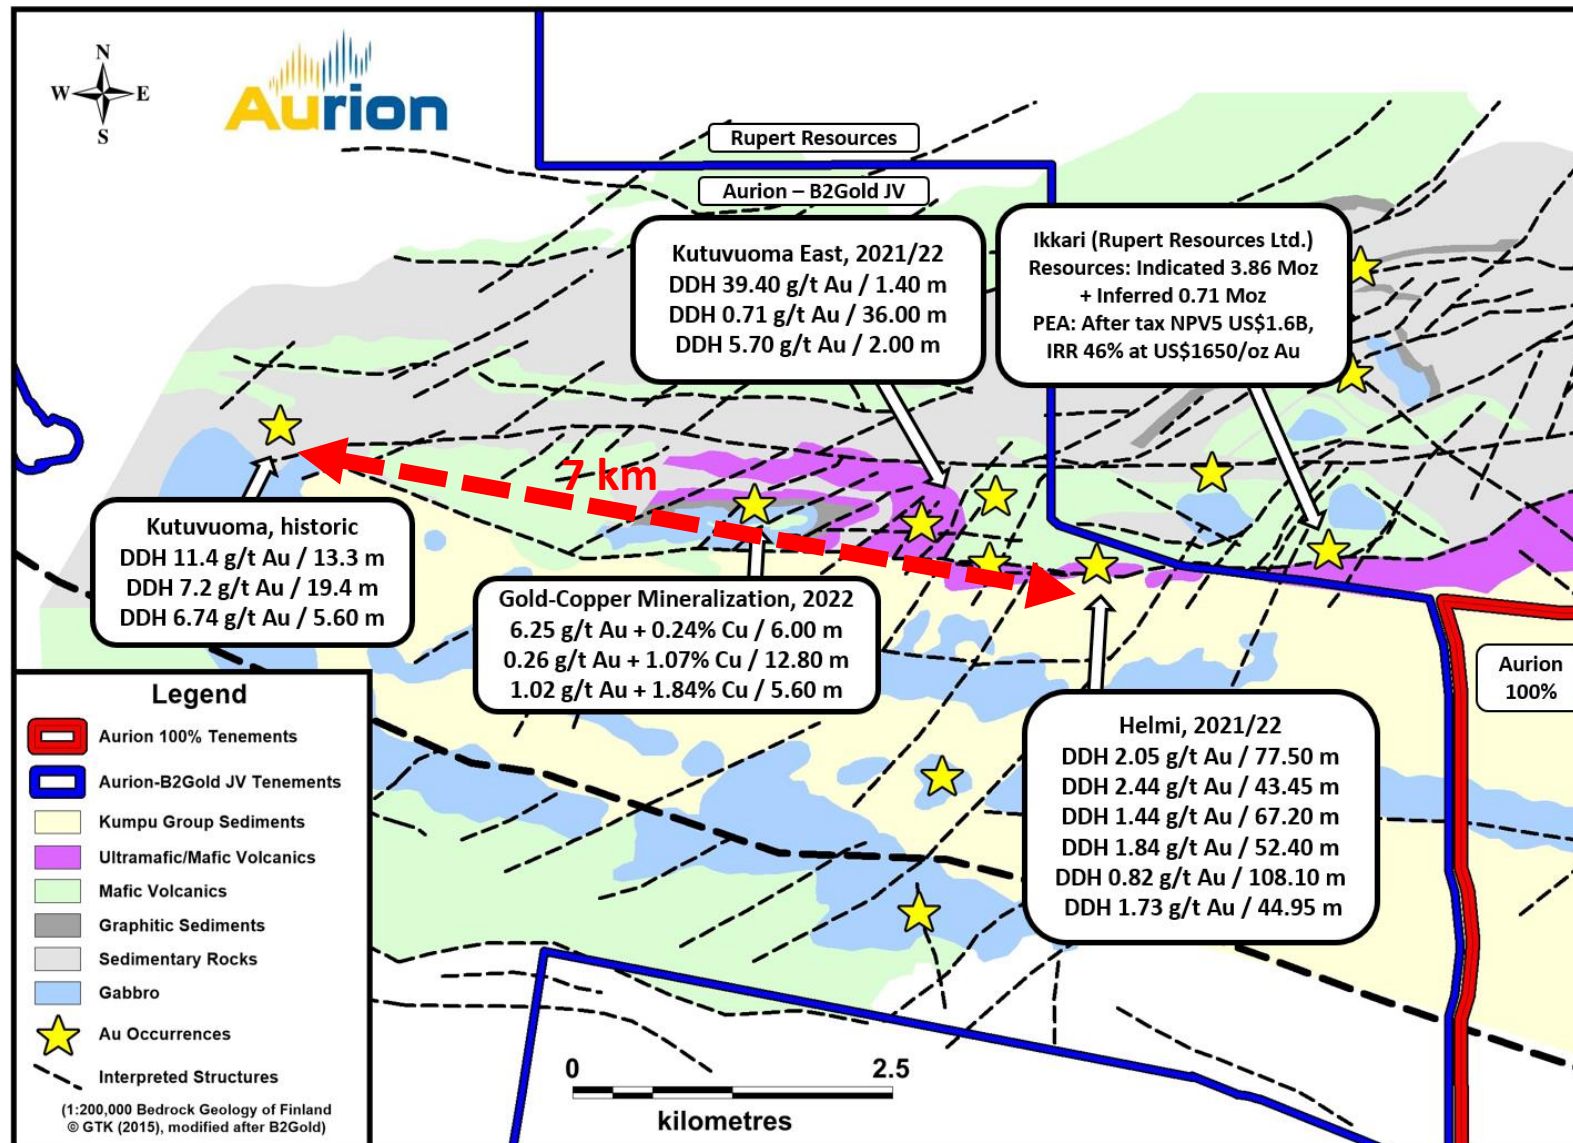 N
W
E
S
Aurion
Rupert Resources
Aurion – B2Gold JV
Kutuvuoma East, 2021/22
DDH 39.40 g/t Au / 1.40 m
DDH 0.71 g/t Au / 36.00 m
DDH 5.70 g/t Au / 2.00 m
Ikkari (Rupert Resources Ltd.)
Resources: Indicated 3.86 Moz
+ Inferred 0.71 Moz
PEA: After tax NPV5 US$1.6B,
IRR 46% at US$1650/oz Au
7 km
Kutuvuoma, historic
DDH 11.4 g/t Au / 13.3 m
DDH 7.2 g/t Au / 19.4 m
DDH 6.74 g/t Au / 5.60 m
Gold-Copper Mineralization, 2022
6.25 g/t Au + 0.24% Cu / 6.00 m
0.26 g/t Au + 1.07% Cu / 12.80 m
1.02 g/t Au + 1.84% Cu / 5.60 m
Aurion
100%
Helmi, 2021/22
DDH 2.05 g/t Au / 77.50 m
DDH 2.44 g/t Au / 43.45 m
DDH 1.44 g/t Au / 67.20 m
DDH 1.84 g/t Au / 52.40 m
DDH 0.82 g/t Au / 108.10 m
DDH 1.73 g/t Au / 44.95 m
Legend
Aurion 100% Tenements
Aurion-B2Gold JV Tenements
Kumpu Group Sediments
Ultramafic/Mafic Volcanics
Mafic Volcanics
Graphitic Sediments
Sedimentary Rocks
Gabbro
Au Occurrences
Interpreted Structures
(1:200,000 Bedrock Geology of Finland
© GTK (2015), modified after B2Gold)
0 2.5
kilometres